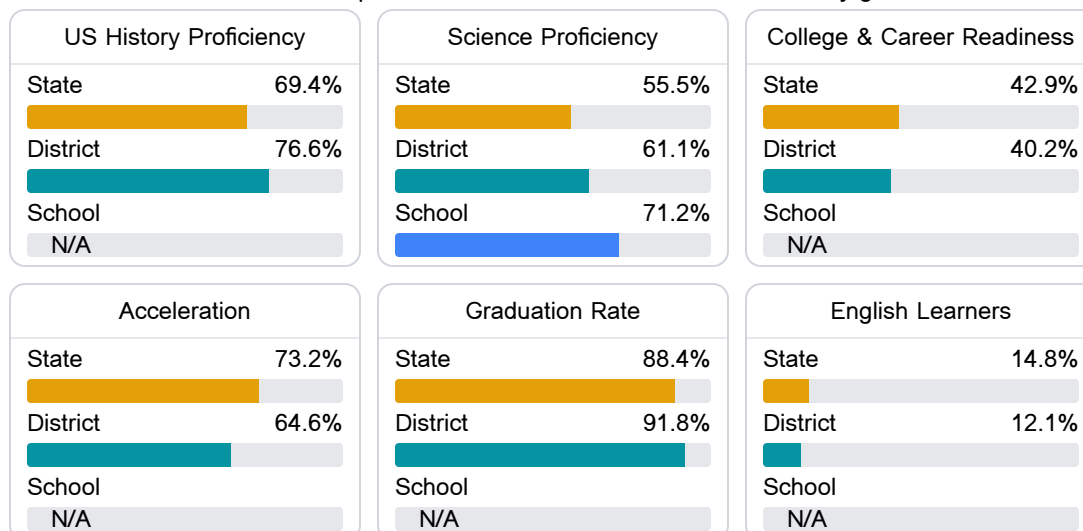 US History Proficiency
State 69.4%
District 76.6%
School
N/A
Science Proficiency
State 55.5%
District 61.1%
School 71.2%
College & Career Readiness
State 42.9%
District 40.2%
School
N/A
Acceleration
State 73.2%
District 64.6%
School
N/A
Graduation Rate
State 88.4%
District 91.8%
School
N/A
English Learners
State 14.8%
District 12.1%
School
N/A